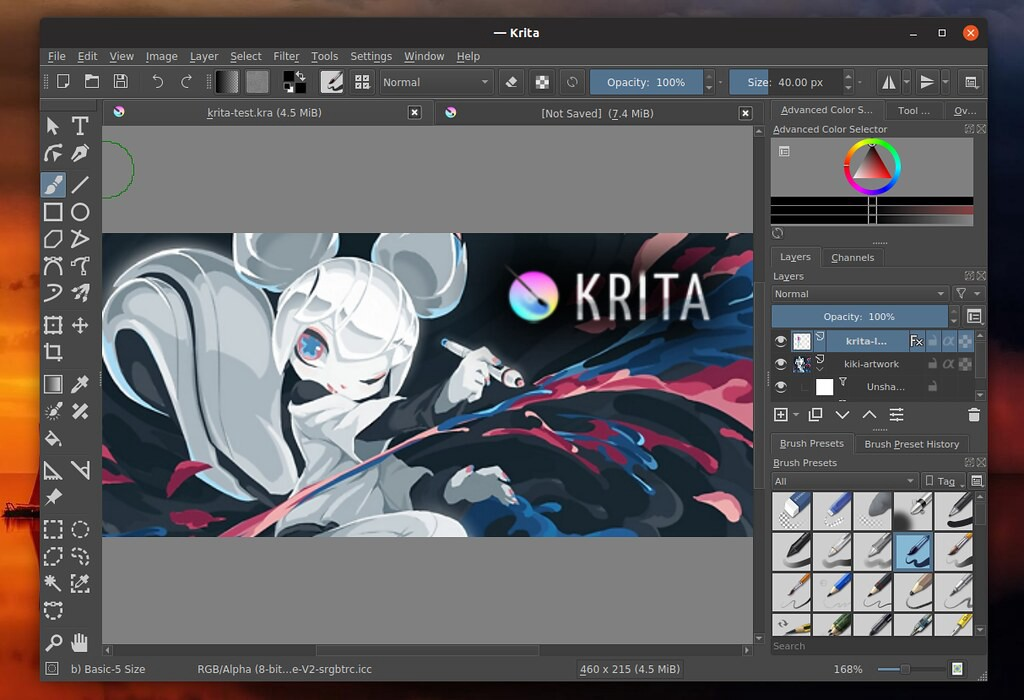 — Krita
File Edit View Image Layer Select Filter Tools Settings Window Help
Normal
Opacity: 100%
Size: 40.00 px
krita-test.kra (4.5 MiB)
[Not Saved] (7.4 MiB)
Advanced Color S... Tool ... Ov...
Advanced Color Selector
KRITA
Layers Channels
Layers
Normal
Opacity: 100%
krita-l...
Fx
kiki-artwork
Unsha...
Brush Presets Brush Preset History
Brush Presets
All
Tag
Search
b) Basic-5 Size
RGB/Alpha (8-bit...e-V2-srgbtrc.icc
460 x 215 (4.5 MiB)
168%